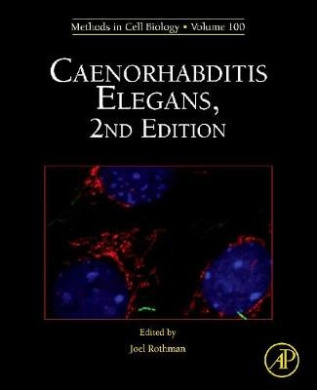 Methods in Cell Biology • Volume 100
CAENORHABDITIS
ELEGANS,
2ND EDITION
Edited by
Joel Rothman
AP